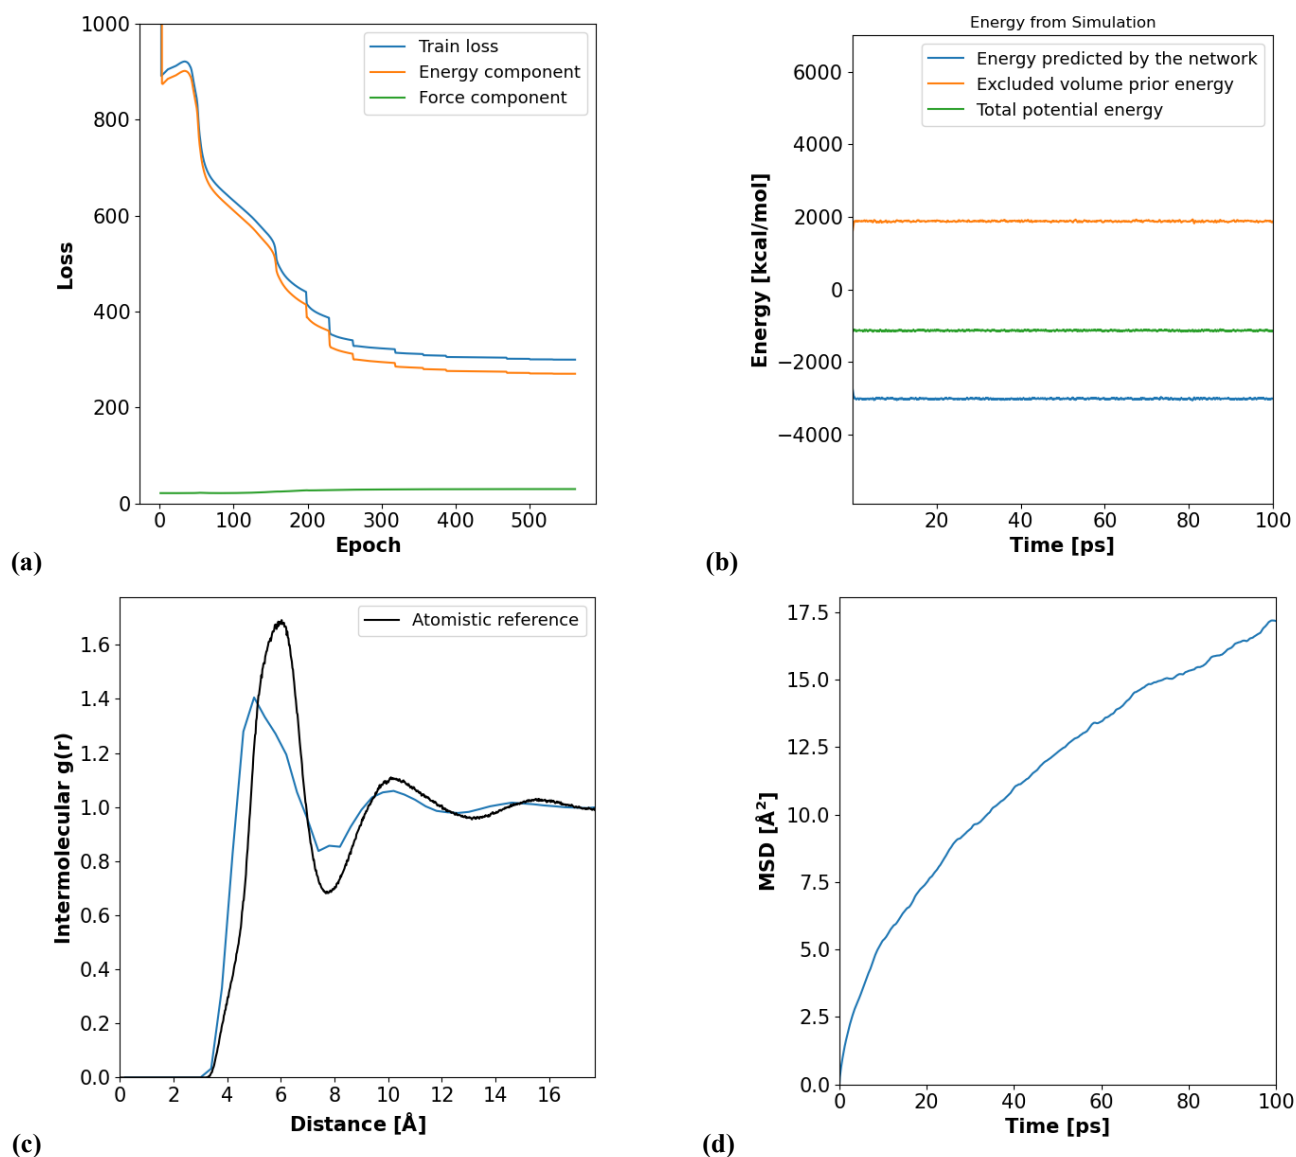 1000
800
600
400
200
0
Loss
0 100 200 300 400 500
Epoch
Train loss
Energy component
Force component
(a)
Energy from Simulation
6000
4000
2000
0
−2000
−4000
Energy [kcal/mol]
20 40 60 80 100
Time [ps]
Energy predicted by the network
Excluded volume prior energy
Total potential energy
(b)
1.6
1.4
1.2
1.0
0.8
0.6
0.4
0.2
0.0
Intermolecular g(r)
0 2 4 6 8 10 12 14 16
Distance [Å]
Atomistic reference
(c)
17.5
15.0
12.5
10.0
7.5
5.0
2.5
0.0
MSD [Å²]
0 20 40 60 80 100
Time [ps]
(d)